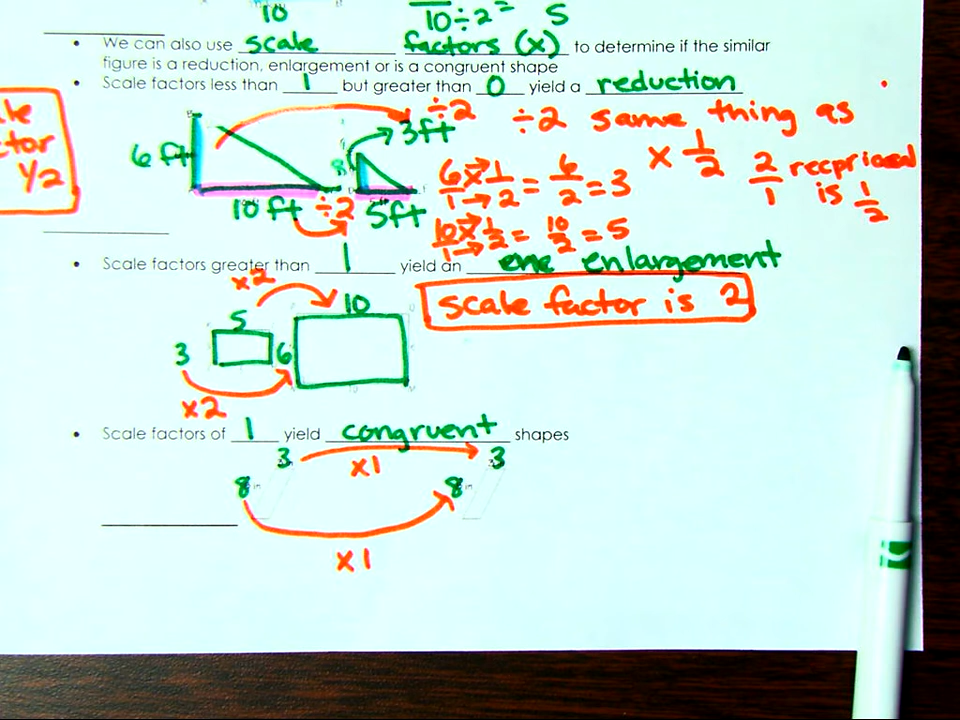 10
10÷2= 5
We can also use scale factors (x) to determine if the similar
figure is a reduction, enlargement or is a congruent shape
Scale factors less than 1 but greater than 0 yield a reduction
÷2 3ft ÷2 same thing as
x 1/2 2/1 recpriocal is 1/2
1/2
6 ft
6/1 x 1/2 = 6/2 = 3
10 ft ÷2 5ft
10/1 x 1/2 = 10/2 = 5
Scale factors greater than 1 yield an enlargement
x2
scale factor is 2
5 10
3 6
x2
Scale factors of 1 yield congruent shapes
3 x1 3
8 8
x1